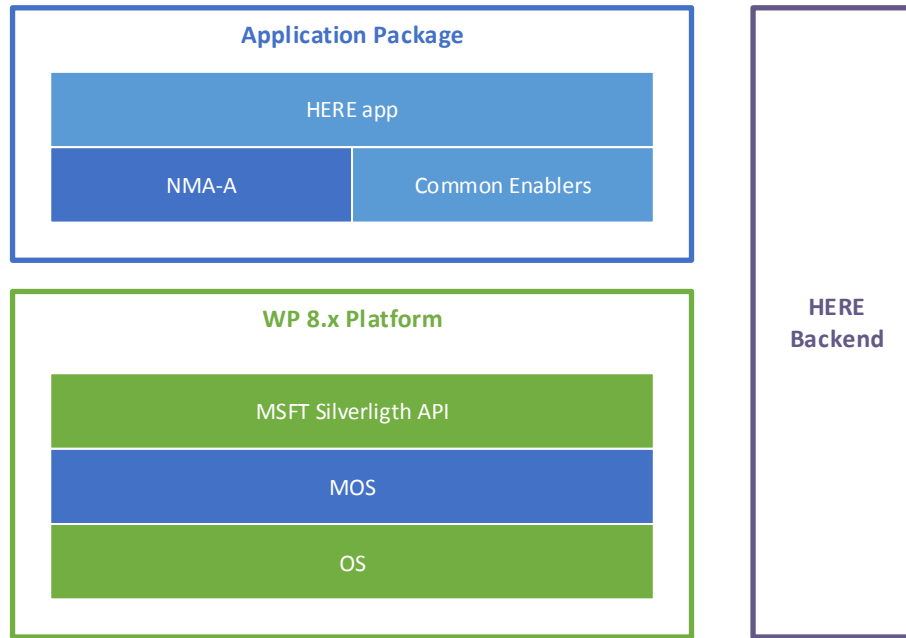 Application Package
HERE app
NMA-A
Common Enablers
WP 8.x Platform
MSFT Silverligth API
MOS
OS
HERE
Backend